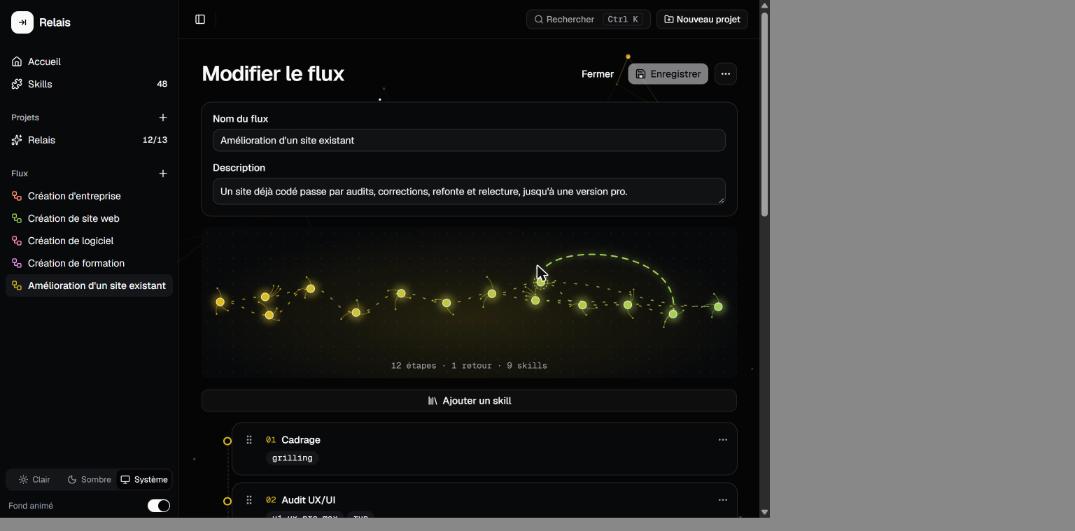 Relais
Rechercher Ctrl K
Nouveau projet
Accueil
Skills 48
Projets
Relais 12/13
Flux
Création d'entreprise
Création de site web
Création de logiciel
Création de formation
Amélioration d'un site existant
Clair Sombre Système
Fond animé
Modifier le flux
Fermer Enregistrer
Nom du flux
Amélioration d'un site existant
Description
Un site déjà codé passe par audits, corrections, refonte et relecture, jusqu'à une version pro.
12 étapes · 1 retour · 9 skills
Ajouter un skill
01 Cadrage
grilling
02 Audit UX/UI